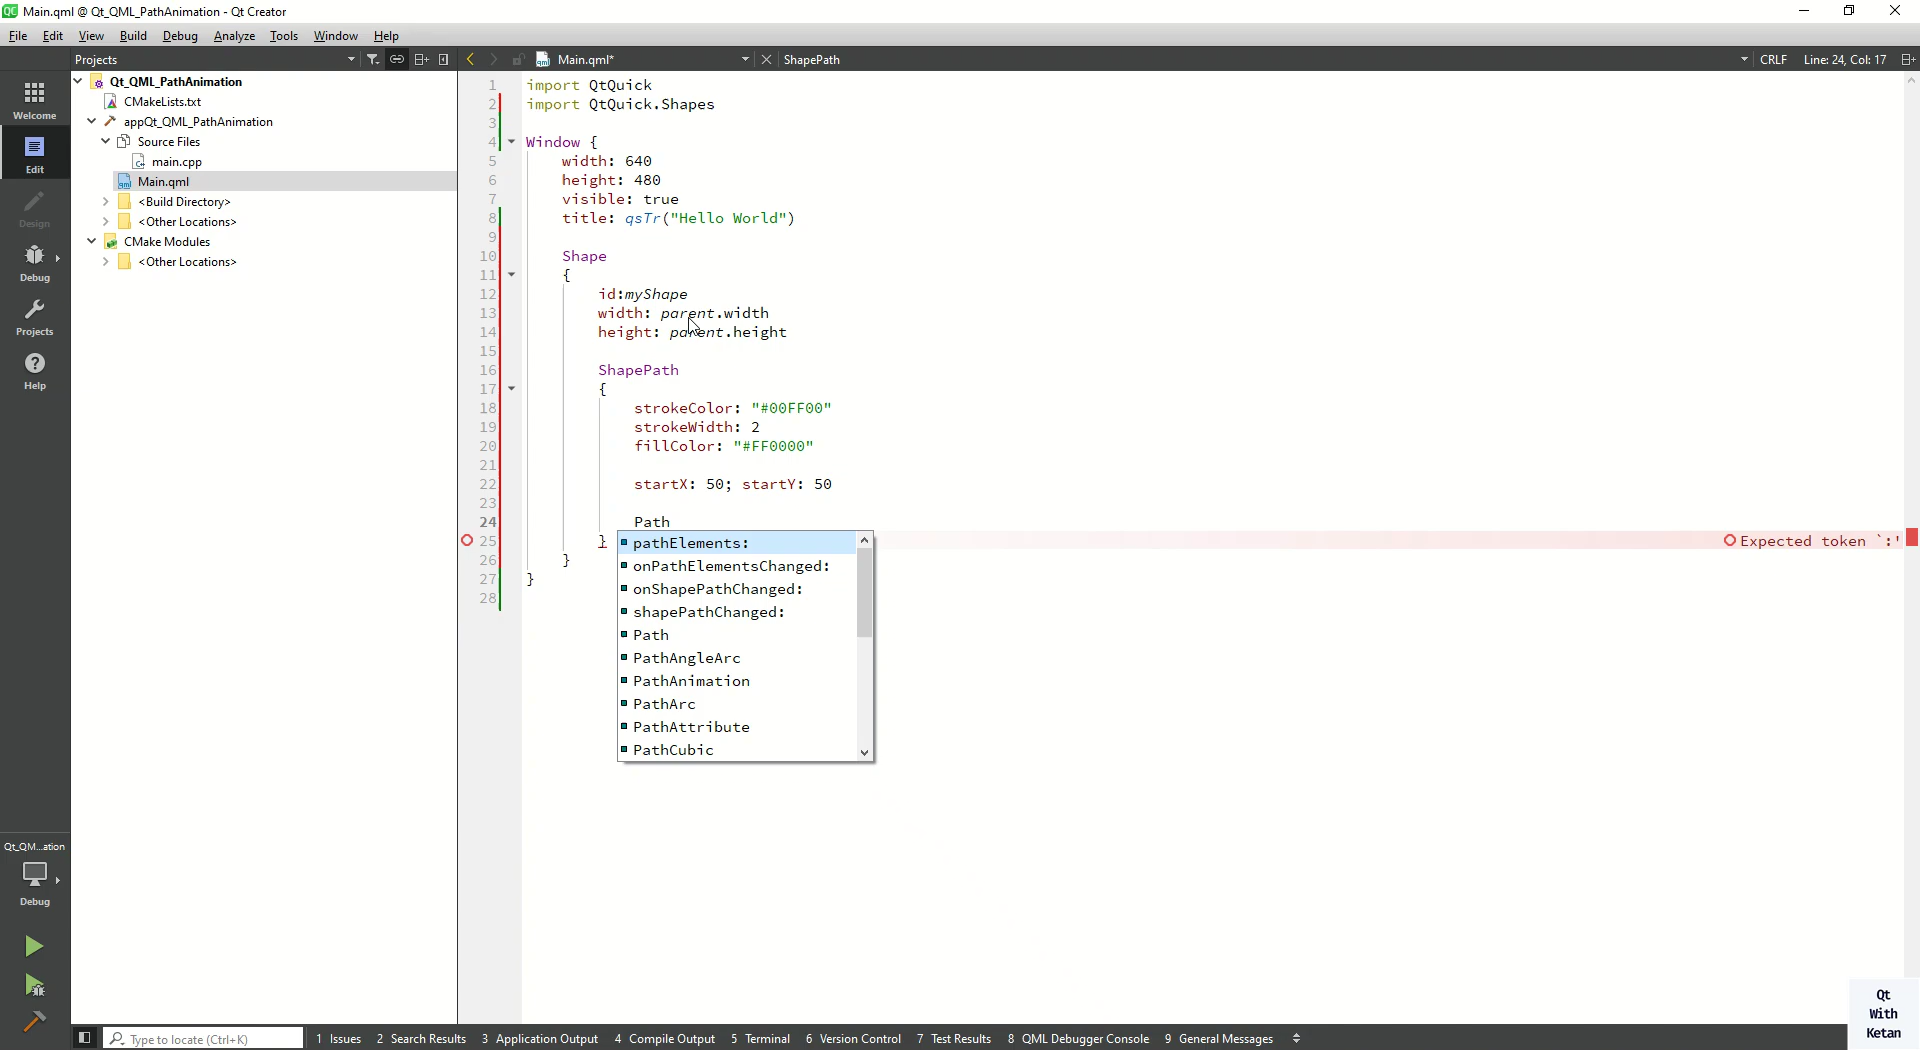 Main.qml @ Qt_QML_PathAnimation - Qt Creator
File Edit View Build Debug Analyze Tools Window Help
Projects Main.qml* ShapePath CRLF Line: 24, Col: 17
Welcome
Edit
Design
Debug
Projects
Help
Qt_QM...ation
Debug
Qt_QML_PathAnimation
CMakeLists.txt
appQt_QML_PathAnimation
Source Files
main.cpp
Main.qml
<Build Directory>
<Other Locations>
CMake Modules
<Other Locations>
1 import QtQuick
2 import QtQuick.Shapes
3
4 Window {
5 width: 640
6 height: 480
7 visible: true
8 title: qsTr("Hello World")
9
10 Shape
11 {
12 id:myShape
13 width: parent.width
14 height: parent.height
15
16 ShapePath
17 {
18 strokeColor: "#00FF00"
19 strokeWidth: 2
20 fillColor: "#FF0000"
21
22 startX: 50; startY: 50
23
24 Path
25 } Expected token `:'
26 }
27 }
28
pathElements:
onPathElementsChanged:
onShapePathChanged:
shapePathChanged:
Path
PathAngleArc
PathAnimation
PathArc
PathAttribute
PathCubic
Qt
With
Ketan
Type to locate (Ctrl+K) 1 Issues 2 Search Results 3 Application Output 4 Compile Output 5 Terminal 6 Version Control 7 Test Results 8 QML Debugger Console 9 General Messages